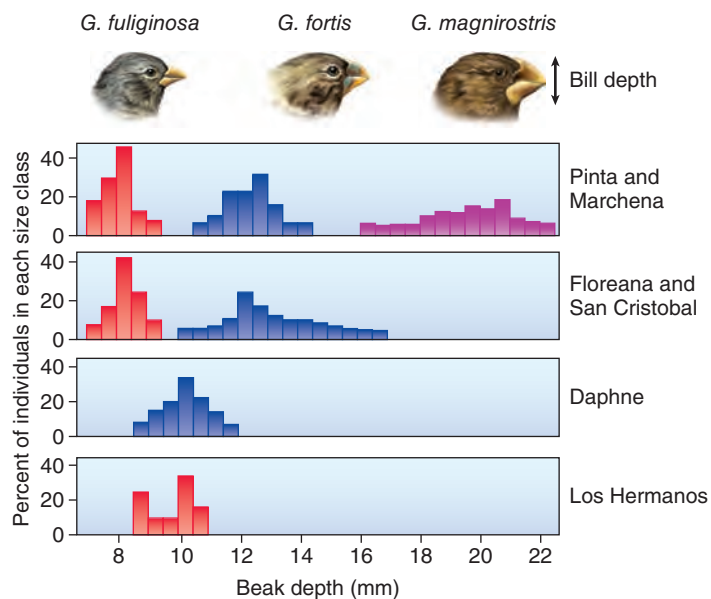 G. fuliginosa G. fortis G. magnirostris
Bill depth
Percent of individuals in each size class
40
20
0
Pinta and
Marchena
40
20
0
Floreana and
San Cristobal
40
20
0
Daphne
40
20
0
Los Hermanos
8 10 12 14 16 18 20 22
Beak depth (mm)